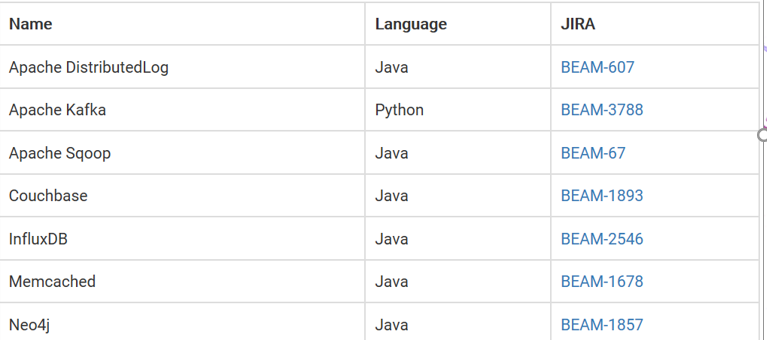 Name Language JIRA
Apache DistributedLog Java BEAM-607
Apache Kafka Python BEAM-3788
Apache Sqoop Java BEAM-67
Couchbase Java BEAM-1893
InfluxDB Java BEAM-2546
Memcached Java BEAM-1678
Neo4j Java BEAM-1857